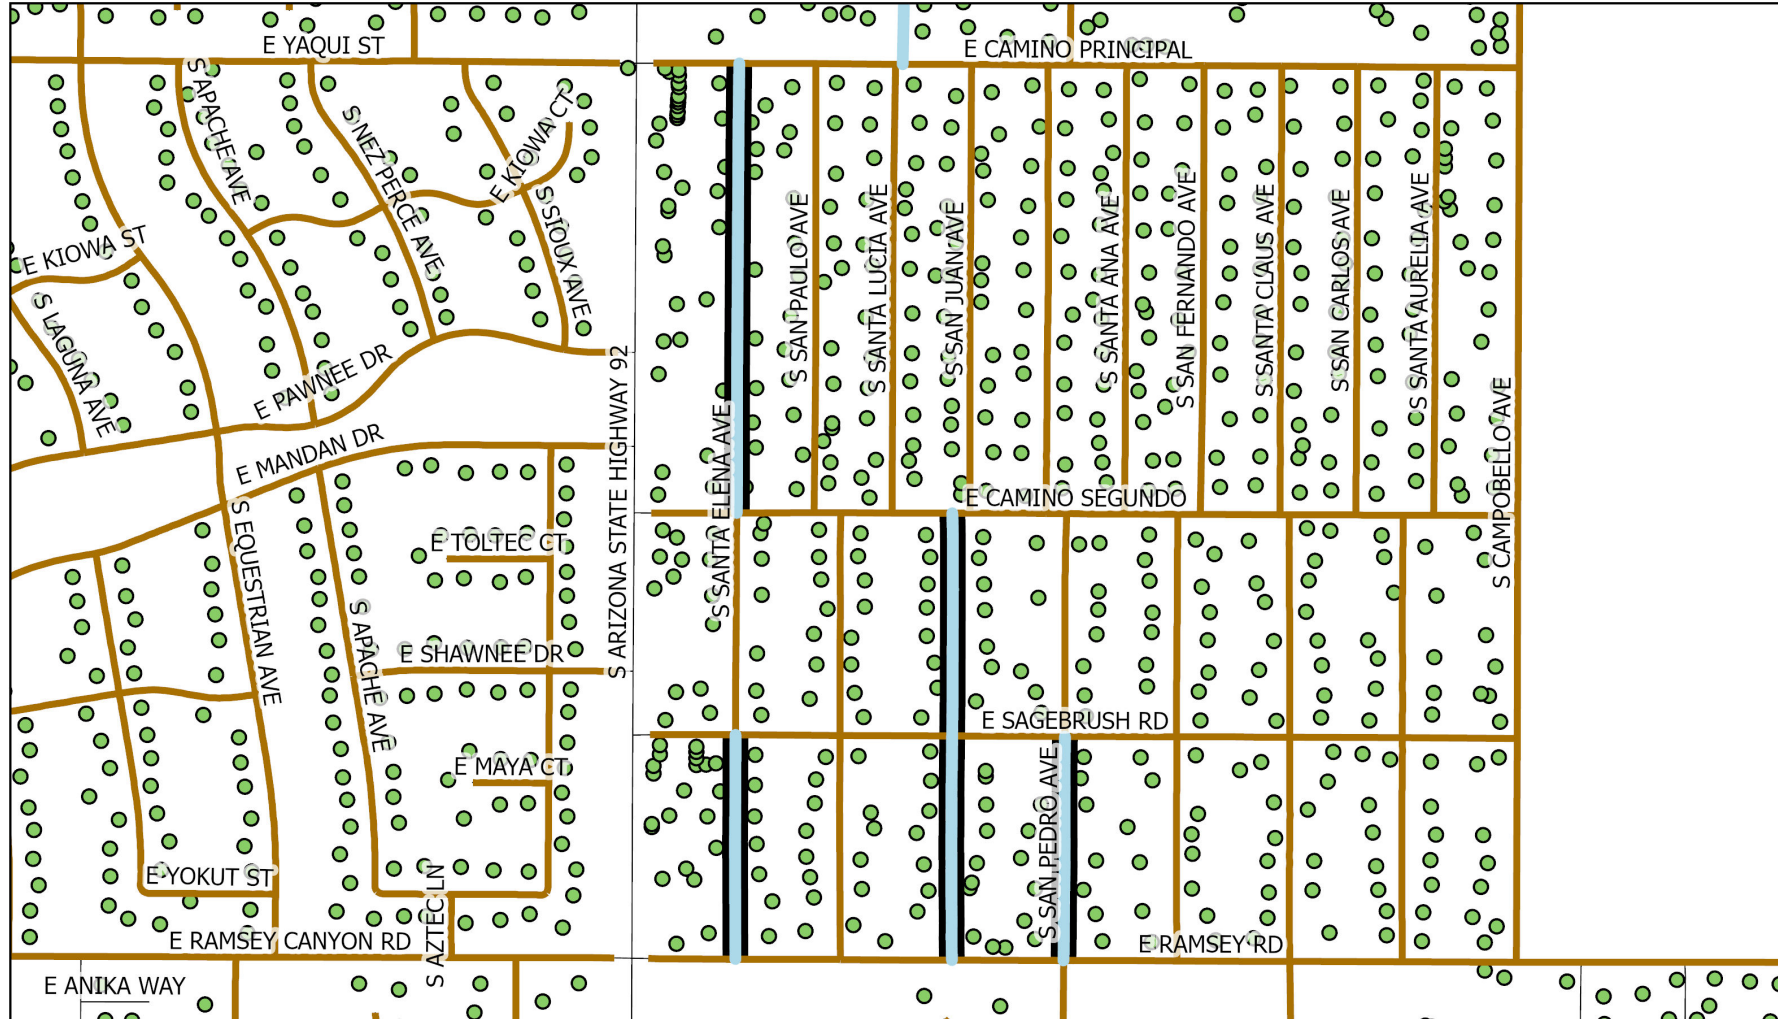 E YAQUI ST
E CAMINO PRINCIPAL
S APACHE AVE
S NEZ PERCE AVE
E KIOWA CT
S SIOUX AVE
E KIOWA ST
S LAGUNA AVE
E PAWNEE DR
E MANDAN DR
S ARIZONA STATE HIGHWAY 92
S SANTA ELENA AVE
S SAN PAULO AVE
S SANTA LUCIA AVE
S SAN JUAN AVE
S SANTA ANA AVE
S SAN FERNANDO AVE
S SANTA CLAUS AVE
S SAN CARLOS AVE
S SANTA AURELIA AVE
S CAMPOBELLO AVE
E CAMINO SEGUNDO
S EQUESTRIAN AVE
E TOLTEC CT
S APACHE AVE
E SHAWNEE DR
E SAGEBRUSH RD
E MAYA CT
S SAN PEDRO AVE
E YOKUT ST
S AZTEC LN
E RAMSEY CANYON RD
E RAMSEY RD
E ANIKA WAY